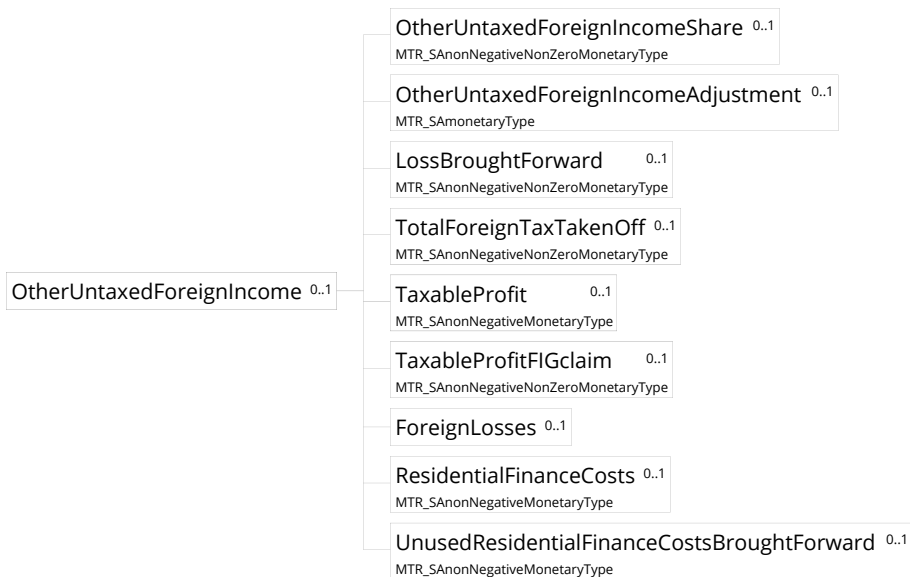 OtherUntaxedForeignIncome 0..1
OtherUntaxedForeignIncomeShare 0..1
MTR_SAnonNegativeNonZeroMonetaryType
OtherUntaxedForeignIncomeAdjustment 0..1
MTR_SAmonetaryType
LossBroughtForward 0..1
MTR_SAnonNegativeNonZeroMonetaryType
TotalForeignTaxTakenOff 0..1
MTR_SAnonNegativeNonZeroMonetaryType
TaxableProfit 0..1
MTR_SAnonNegativeMonetaryType
TaxableProfitFIGclaim 0..1
MTR_SAnonNegativeNonZeroMonetaryType
ForeignLosses 0..1
ResidentialFinanceCosts 0..1
MTR_SAnonNegativeMonetaryType
UnusedResidentialFinanceCostsBroughtForward 0..1
MTR_SAnonNegativeMonetaryType